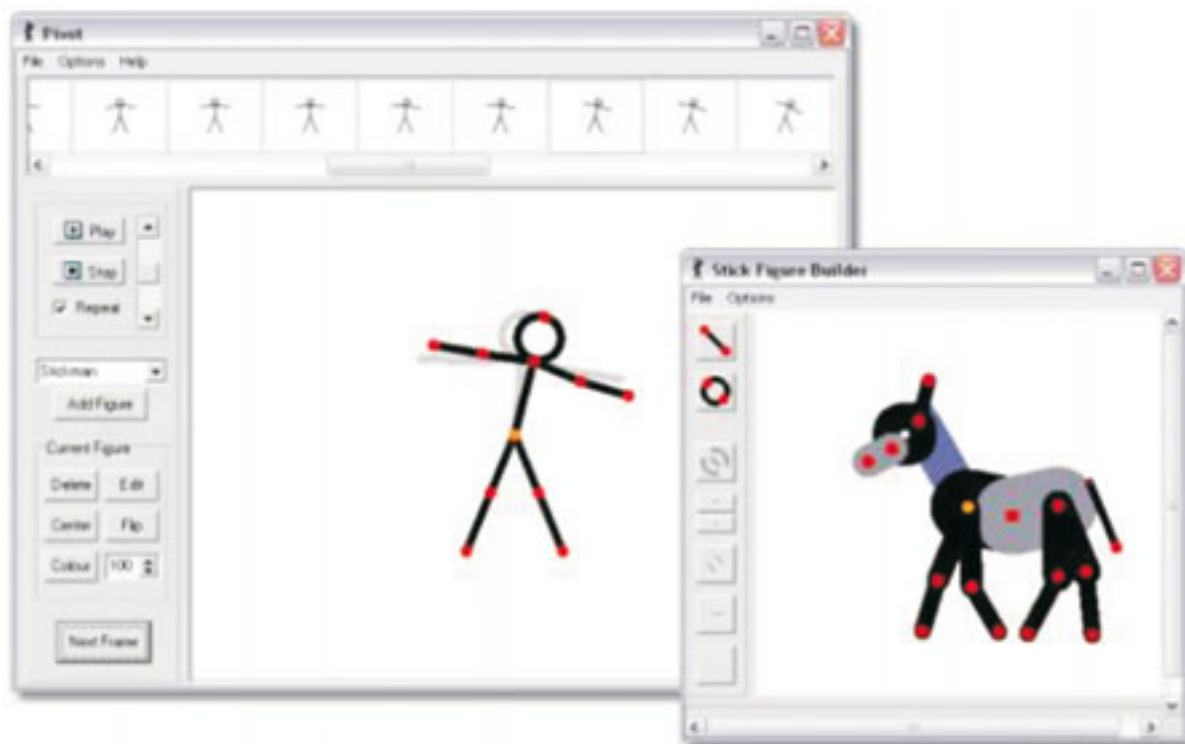 Pivot
File Options Help
Play
Stop
Repeat
Stickman
Add Figure
Current Figure
Delete Edit
Center Flip
Colour 100
Next Frame
Stick Figure Builder
File Options